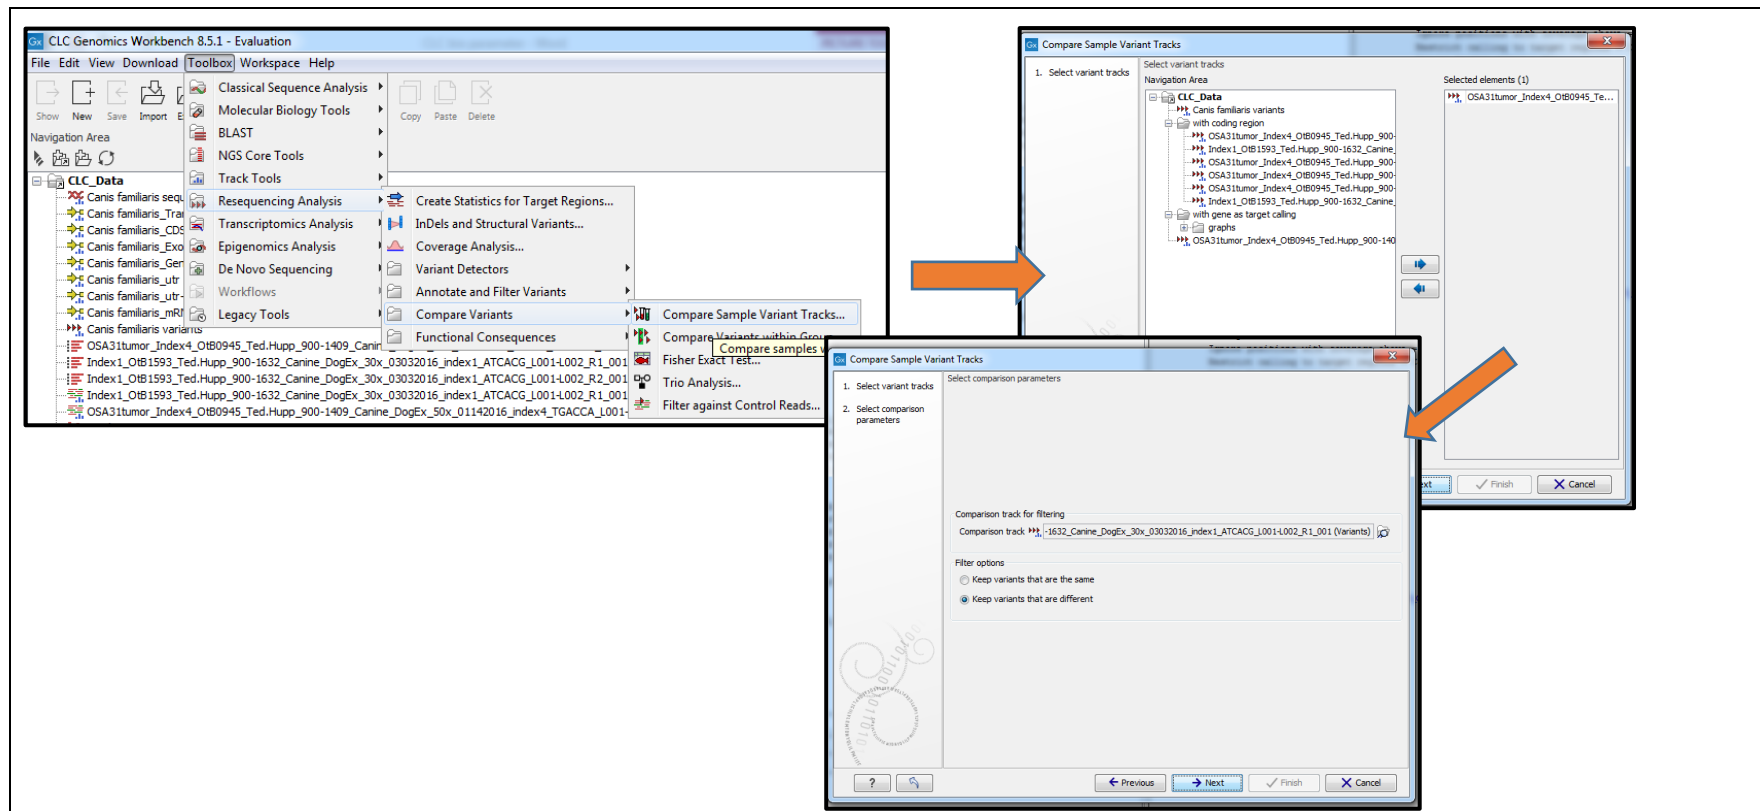 CLC Genomics Workbench 8.5.1 - Evaluation
File Edit View Download Toolbox Workspace Help
Show New Save Import
Copy Paste Delete
Navigation Area
CLC_Data
Canis familiaris sequ
Canis familiaris_Tran
Canis familiaris_CDS
Canis familiaris_Exo
Canis familiaris_Gen
Canis familiaris_utr
Canis familiaris_utr-
Canis familiaris_mRN
Canis familiaris variants
OSA31tumor_Index4_OtB0945_Ted.Hupp_900-1409_Canin
Index1_OtB1593_Ted.Hupp_900-1632_Canine_DogEx_30x_03032016_index1_ATCACG_L001-L002_R1_001
Index1_OtB1593_Ted.Hupp_900-1632_Canine_DogEx_30x_03032016_index1_ATCACG_L001-L002_R2_001
Index1_OtB1593_Ted.Hupp_900-1632_Canine_DogEx_30x_03032016_index1_ATCACG_L001-L002_R1_001
OSA31tumor_Index4_OtB0945_Ted.Hupp_900-1409_Canine_DogEx_50x_01142016_index4_TGACCA_L001-
Classical Sequence Analysis
Molecular Biology Tools
BLAST
NGS Core Tools
Track Tools
Resequencing Analysis
Transcriptomics Analysis
Epigenomics Analysis
De Novo Sequencing
Workflows
Legacy Tools
Create Statistics for Target Regions...
InDels and Structural Variants...
Coverage Analysis...
Variant Detectors
Annotate and Filter Variants
Compare Variants
Functional Consequences
Compare Sample Variant Tracks...
Compare Variants within Grou
Compare samples v
Fisher Exact Test...
Trio Analysis...
Filter against Control Reads...
Compare Sample Variant Tracks
1. Select variant tracks
Select variant tracks
Navigation Area
CLC_Data
Canis familiaris variants
with coding region
OSA31tumor_Index4_OtB0945_Ted.Hupp_900-
Index1_OtB1593_Ted.Hupp_900-1632_Canine_
OSA31tumor_Index4_OtB0945_Ted.Hupp_900-
OSA31tumor_Index4_OtB0945_Ted.Hupp_900-
OSA31tumor_Index4_OtB0945_Ted.Hupp_900-
Index1_OtB1593_Ted.Hupp_900-1632_Canine_
with gene as target calling
graphs
OSA31tumor_Index4_OtB0945_Ted.Hupp_900-140
Selected elements (1)
OSA31tumor_Index4_OtB0945_Te...
ext Finish Cancel
Compare Sample Variant Tracks
1. Select variant tracks
2. Select comparison
parameters
Select comparison parameters
Comparison track for filtering
Comparison track -1632_Canine_DogEx_30x_03032016_index1_ATCACG_L001-L002_R1_001 (Variants)
Filter options
Keep variants that are the same
Keep variants that are different
? Previous Next Finish Cancel